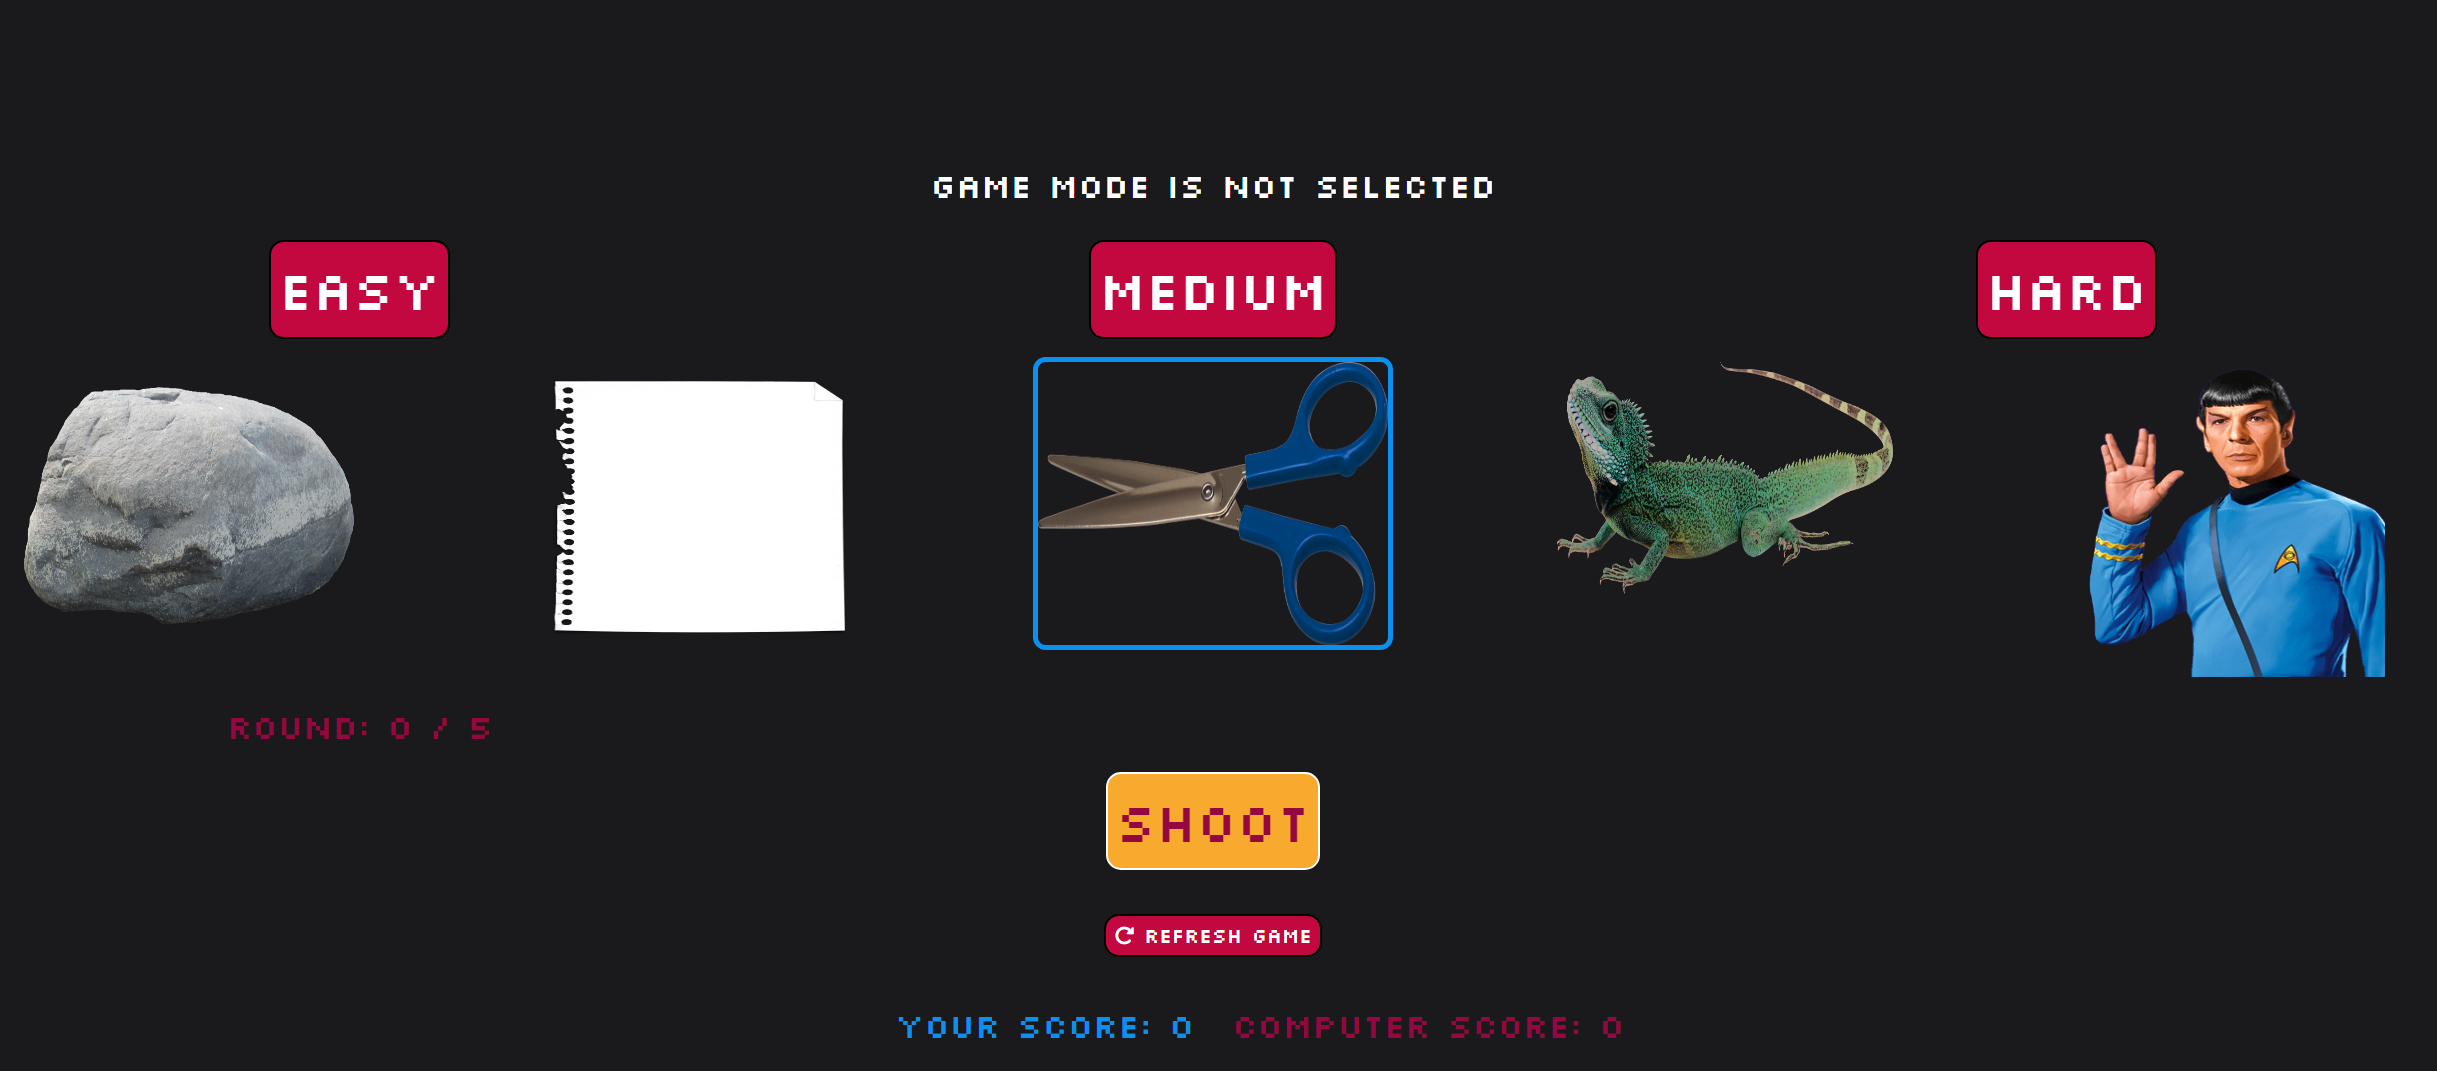 GAME MODE IS NOT SELECTED
EASY
MEDIUM
HARD
ROUND: 0 / 5
SHOOT
REFRESH GAME
YOUR SCORE: 0 COMPUTER SCORE: 0